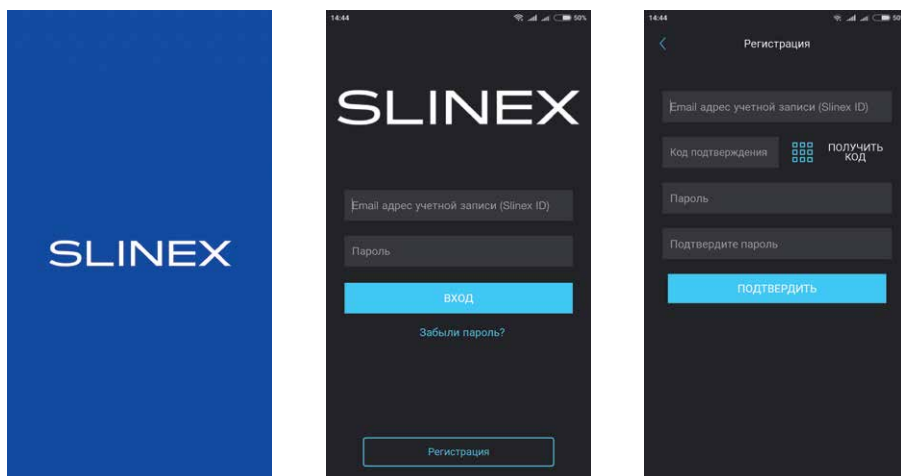 SLINEX
14:44
50%
SLINEX
Email адрес учетной записи (Slinex ID)
Пароль
ВХОД
Забыли пароль?
Регистрация
14:44
50
Регистрация
Email адрес учетной записи (Slinex ID)
Код подтверждения
ПОЛУЧИТЬ
КОД
Пароль
Подтвердите пароль
ПОДТВЕРДИТЬ